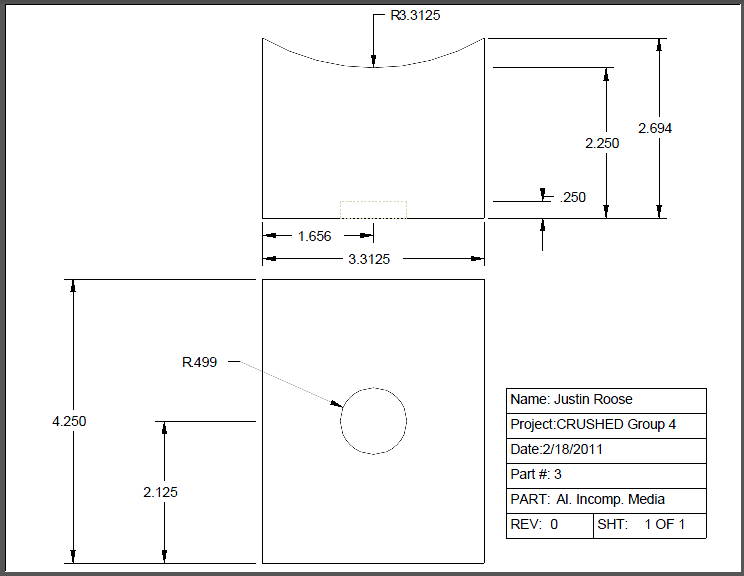 R3.3125
2.694
2.250
.250
1.656
3.3125
R.499
4.250
2.125
Name: Justin Roose
Project:CRUSHED Group 4
Date:2/18/2011
Part #: 3
PART: Al. Incomp. Media
REV: 0 SHT: 1 OF 1